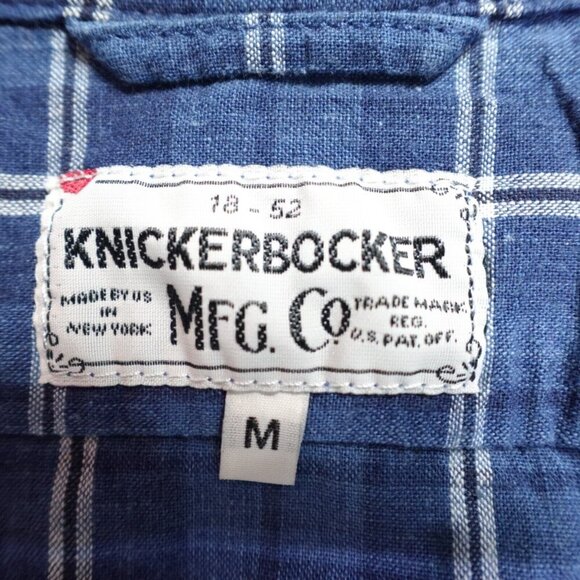 18 - 52
KNICKERBOCKER
MADE BY US
IN
NEW YORK
MFG. Co
TRADE MARK
REG.
U.S. PAT. OFF.
M